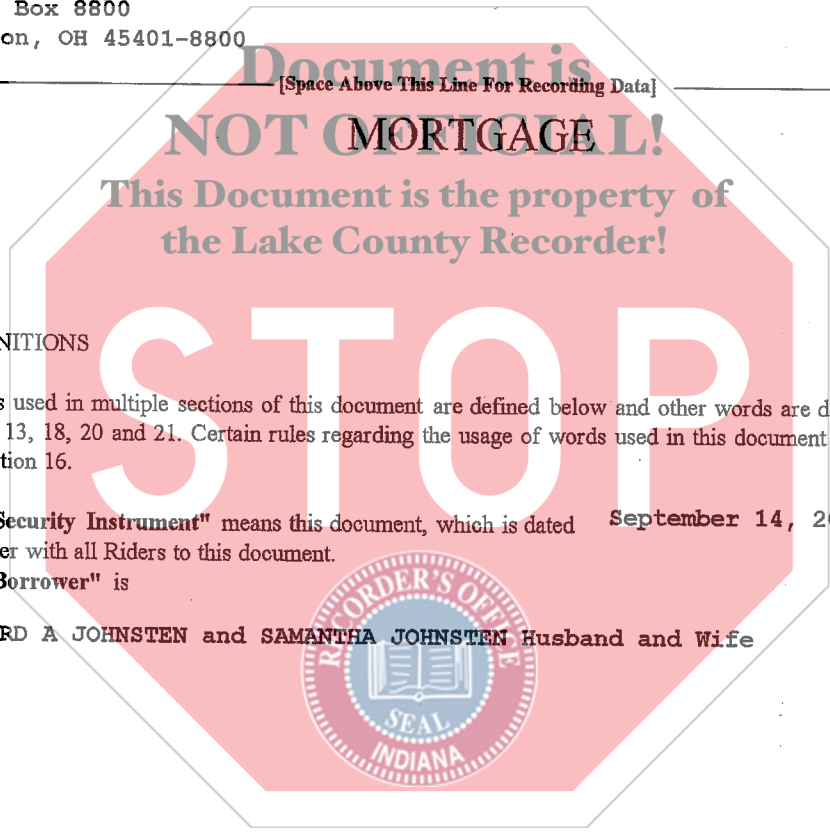 Box 8800
on, OH 45401-8800
Document is
[Space Above This Line For Recording Data]
NOT OFFICIAL!
MORTGAGE
This Document is the property of
the Lake County Recorder!
STOP
NITIONS
s used in multiple sections of this document are defined below and other words are d
13, 18, 20 and 21. Certain rules regarding the usage of words used in this document
tion 16.
Security Instrument" means this document, which is dated September 14, 20
er with all Riders to this document.
Borrower" is
RD A JOHNSTEN and SAMANTHA JOHNSTEN Husband and Wife
RECORDER'S OFFICE
SEAL
INDIANA